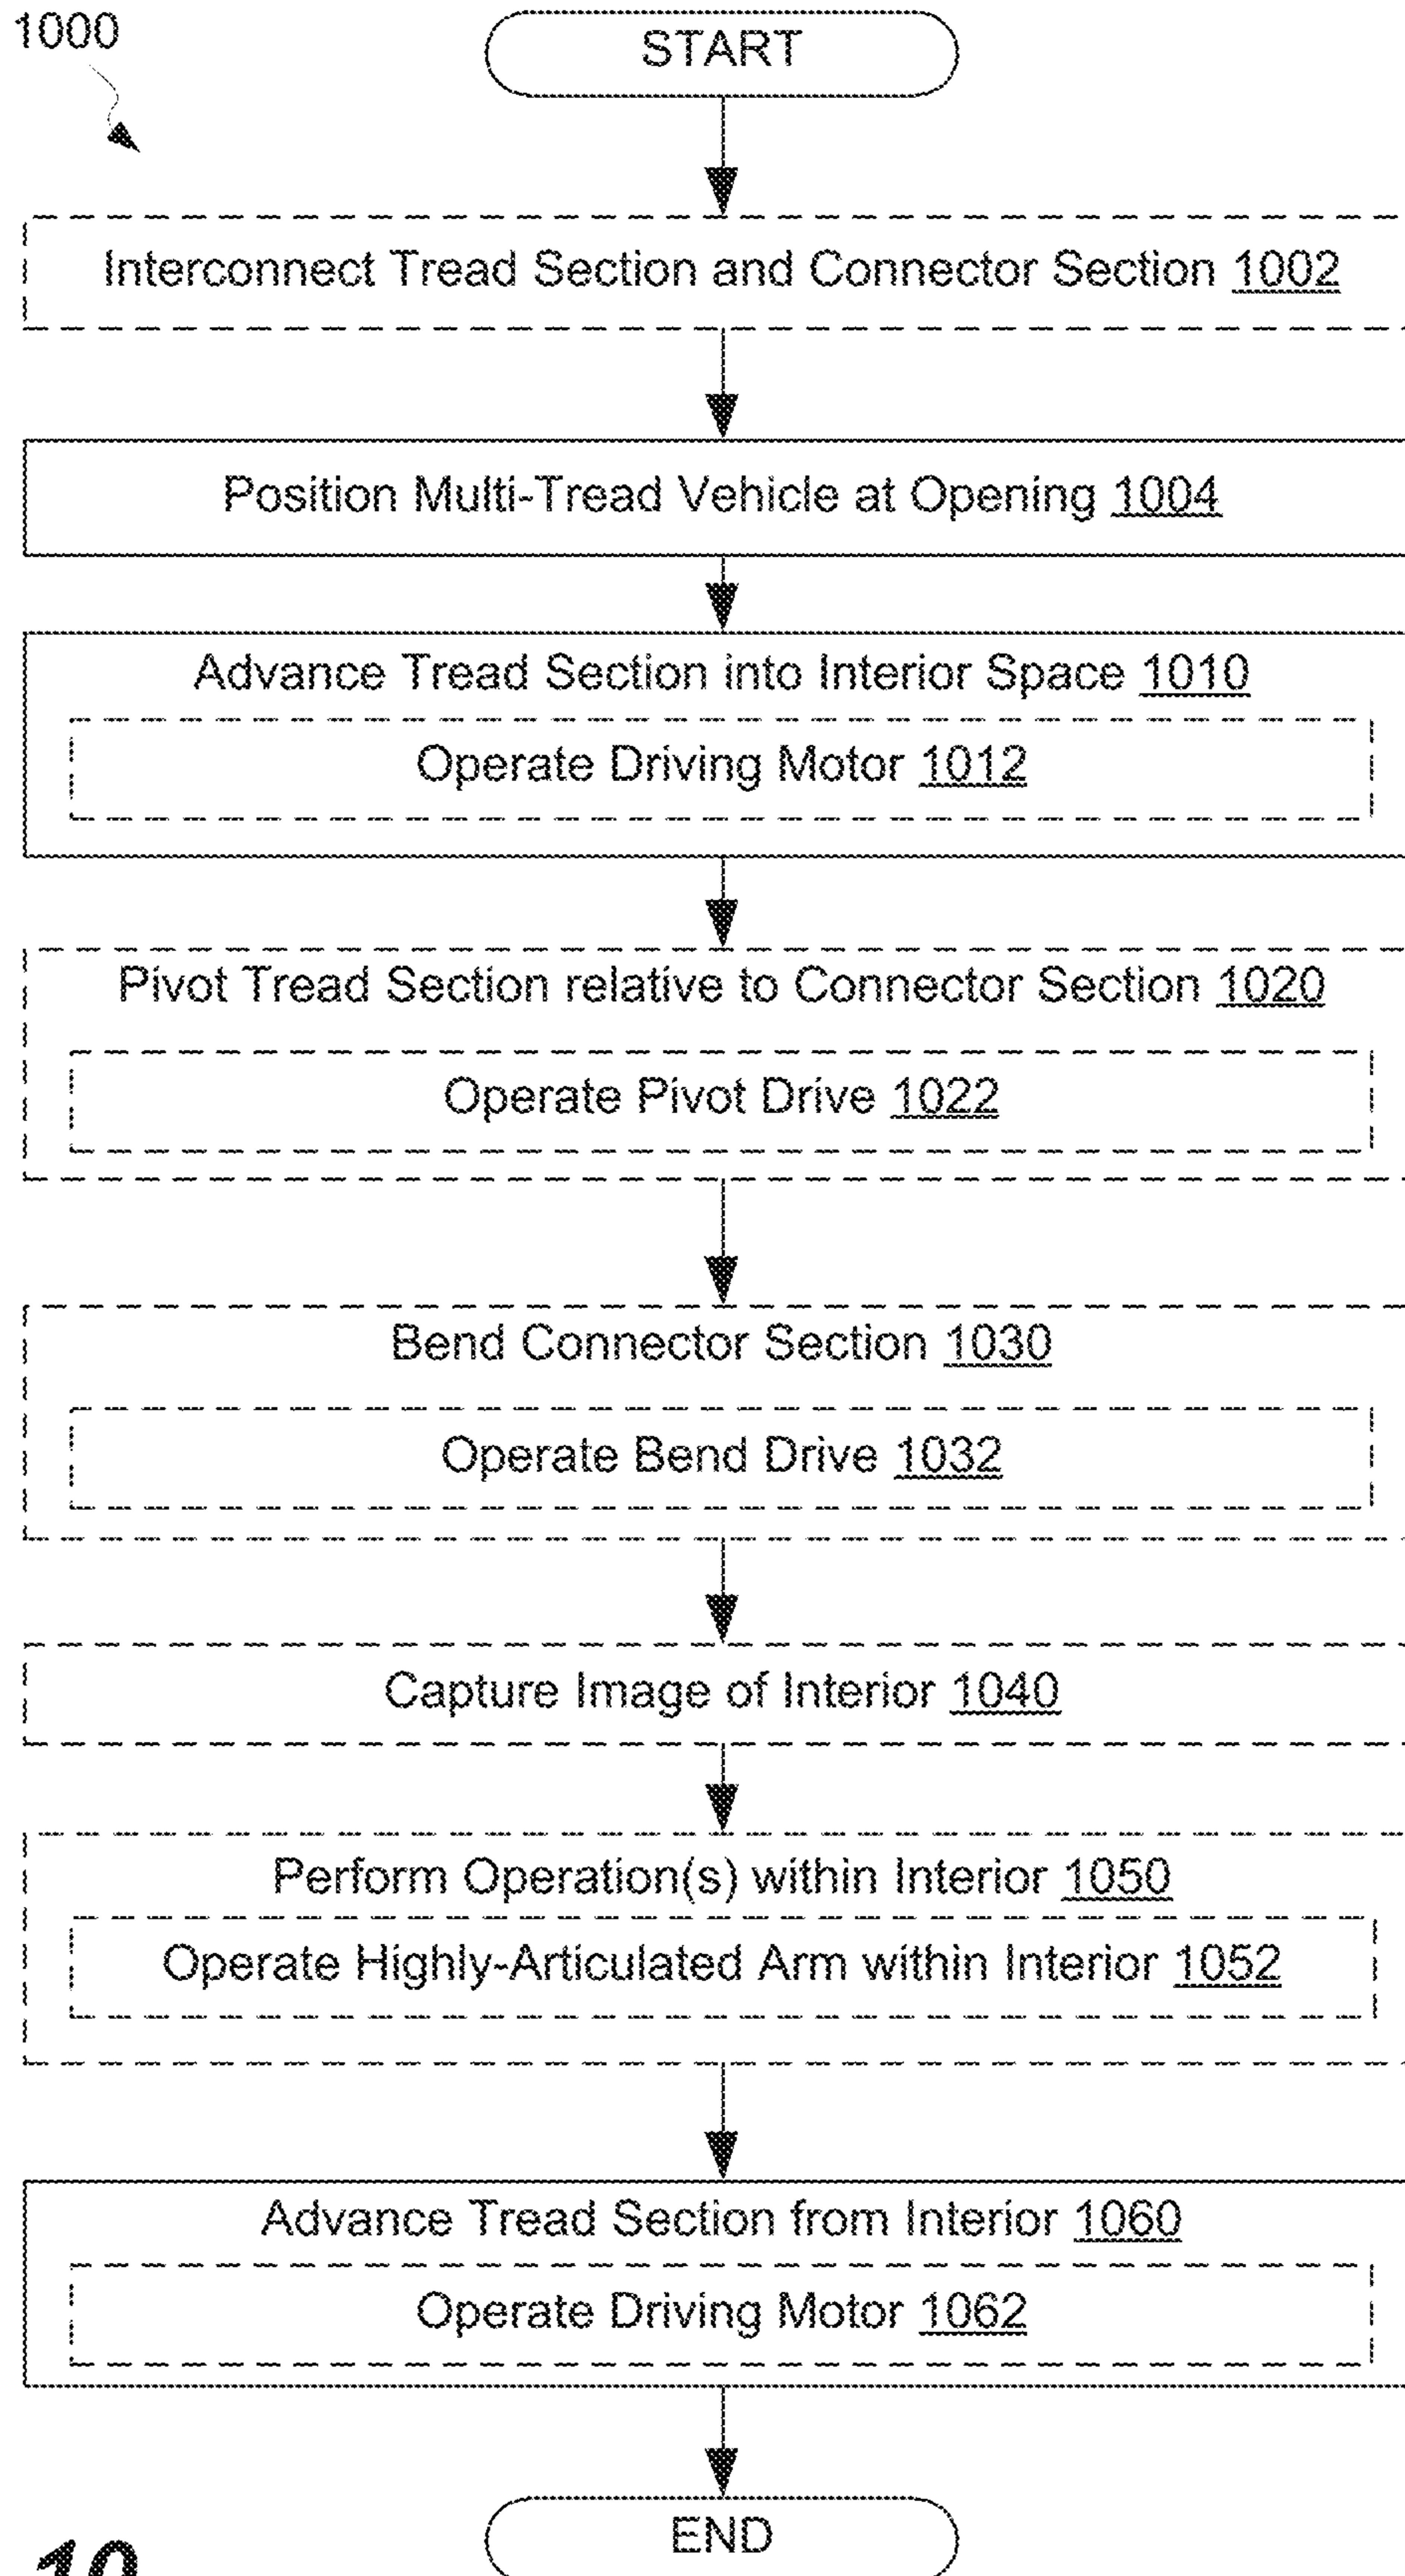 1000
START
Interconnect Tread Section and Connector Section 1002
Position Multi-Tread Vehicle at Opening 1004
Advance Tread Section into Interior Space 1010
Operate Driving Motor 1012
Pivot Tread Section relative to Connector Section 1020
Operate Pivot Drive 1022
Bend Connector Section 1030
Operate Bend Drive 1032
Capture Image of Interior 1040
Perform Operation(s) within Interior 1050
Operate Highly-Articulated Arm within Interior 1052
Advance Tread Section from Interior 1060
Operate Driving Motor 1062
END
10